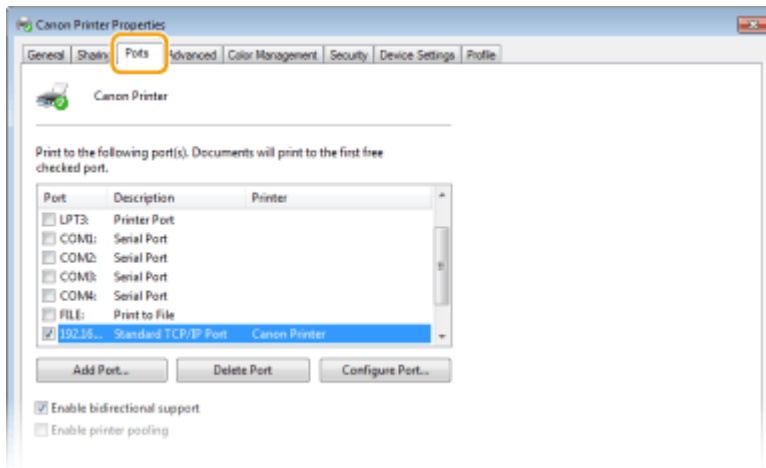 Canon Printer Properties
General Sharing Ports Advanced Color Management Security Device Settings Profile
Canon Printer
Print to the following port(s). Documents will print to the first free
checked port.
Port Description Printer
LPT3: Printer Port
COM1: Serial Port
COM2: Serial Port
COM3: Serial Port
COM4: Serial Port
FILE: Print to File
192.16... Standard TCP/IP Port Canon Printer
Add Port... Delete Port Configure Port...
Enable bidirectional support
Enable printer pooling